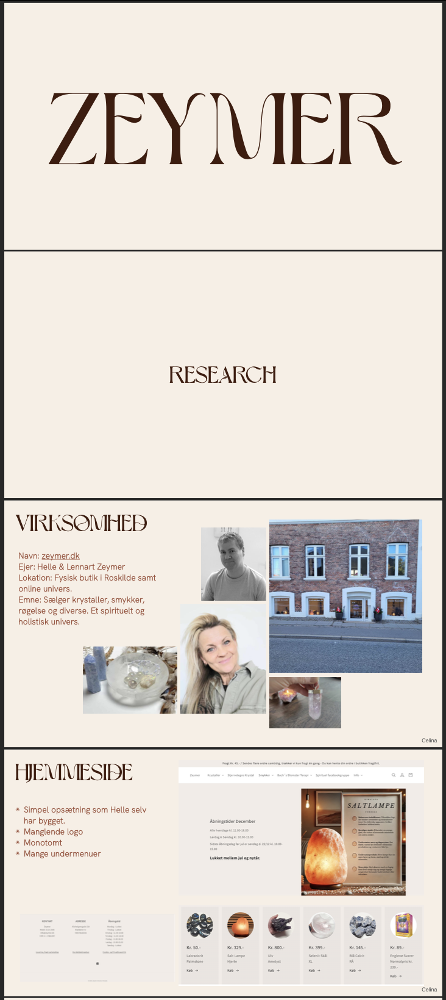 ZEYMER
RESEARCH
VIRKSOMHED
Navn: zeymer.dk
Ejer: Helle & Lennart Zeymer
Lokation: Fysisk butik i Roskilde samt
online univers.
Emne: Sælger krystaller, smykker,
røgelse og diverse. Et spirituelt og
holistisk univers.
Celina
HJEMMESIDE
✴ Simpel opsætning som Helle selv
har bygget.
✴ Manglende logo
✴ Monotomt
✴ Mange undermenuer
Fragt Kr. 45.- / Sendes flere ordre samtidig, trækker vi kun fragt én gang - Du kan hente din ordre i butikken fragtfrit.
Zeymer Krystaller Stjernetegns Krystal Smykker Bach´s Blomster Terapi Spirituel facebookgruppe Info
Åbningstider December
Alle hverdage kl. 11.00-18.00
Lørdag & Søndag kl. 10.00-15.00
Sidste åbningsdag før jul er søndag d. 22/12 kl. 10.00-
15.00
Lukket mellem jul og nytår.
SALTLAMPE
KONTAKT ADRESSE Åbningstid
Kr. 50.- Kr. 329.- Kr. 800.- Kr. 399.- Kr. 145.- Kr. 89.-
Labradorit Salt Lampe Ulv Selenit Skål Blå Calcit Englene Svarer
Palmstone Hjerte Ametyst XL RÅ Normalpris kr.
239.-
Køb → Køb → Køb → Køb → Køb → Køb →
Celina